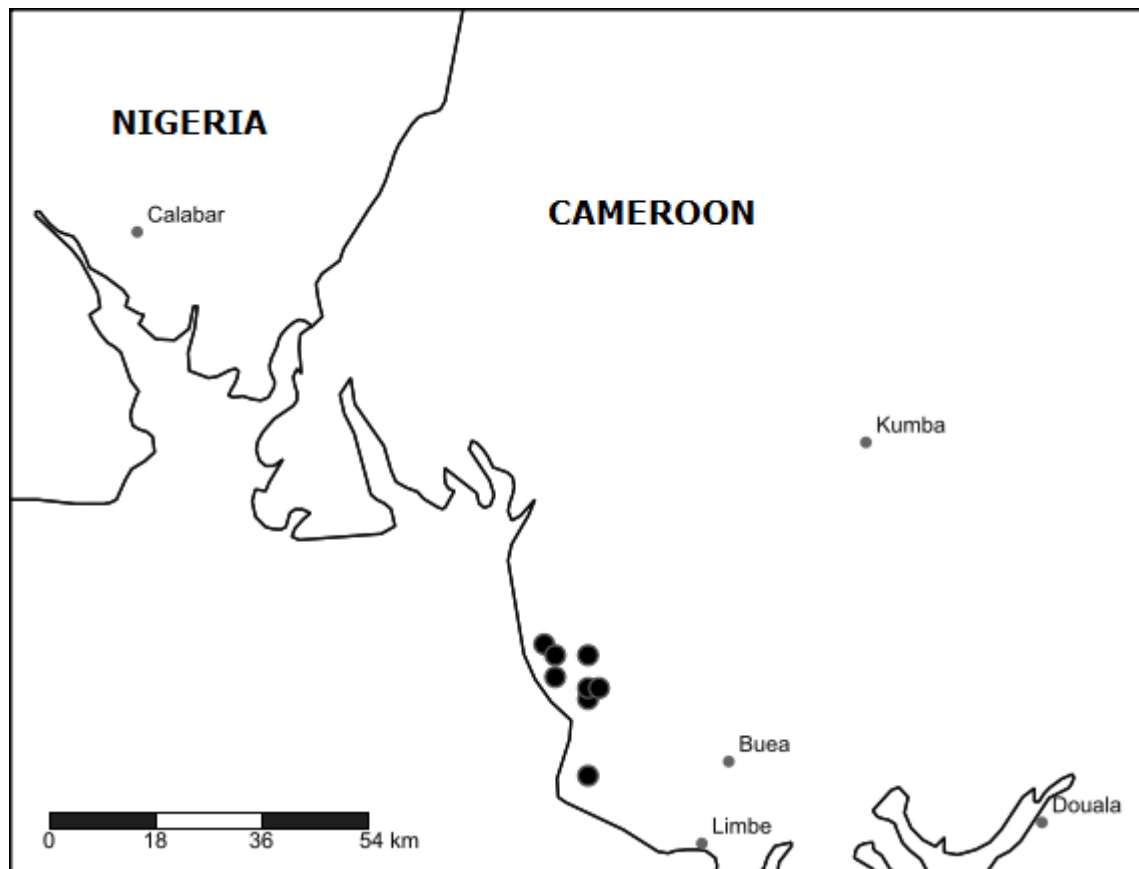 NIGERIA
Calabar
CAMEROON
Kumba
Buea
Douala
Limbe
0 18 36 54 km